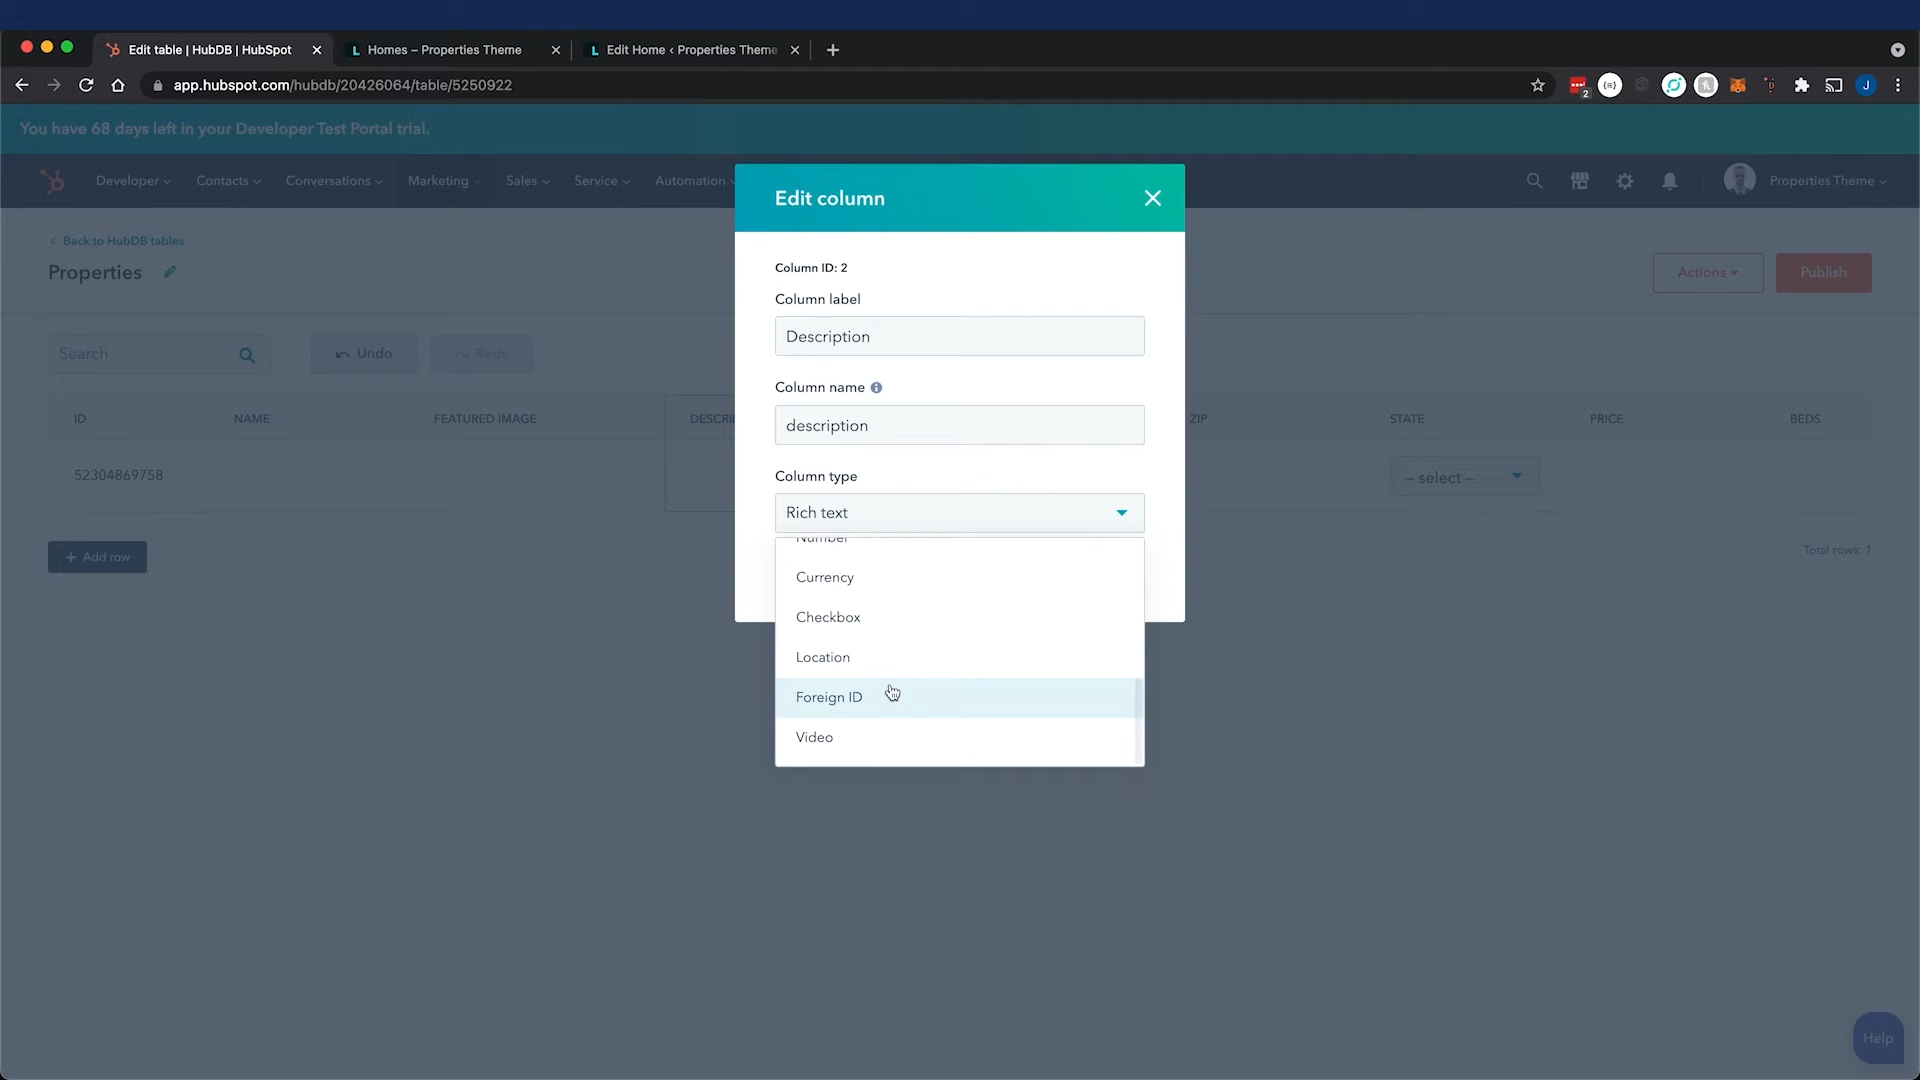 Edit table | HubDB | HubSpot
Homes – Properties Theme
Edit Home ‹ Properties Theme
app.hubspot.com/hubdb/20426064/table/5250922
2
J
You have 68 days left in your Developer Test Portal trial.
Developer
Contacts
Conversations
Marketing
Sales
Service
Automation
Properties Theme
Edit column
Back to HubDB tables
Properties
Actions
Publish
Column ID: 2
Column label
Description
Search
Undo
Redo
Column name
description
ID
NAME
FEATURED IMAGE
DESCRI
ZIP
STATE
PRICE
BEDS
52304869758
– select –
Column type
Rich text
Number
+ Add row
Total rows: 1
Currency
Checkbox
Location
Foreign ID
Video
Help